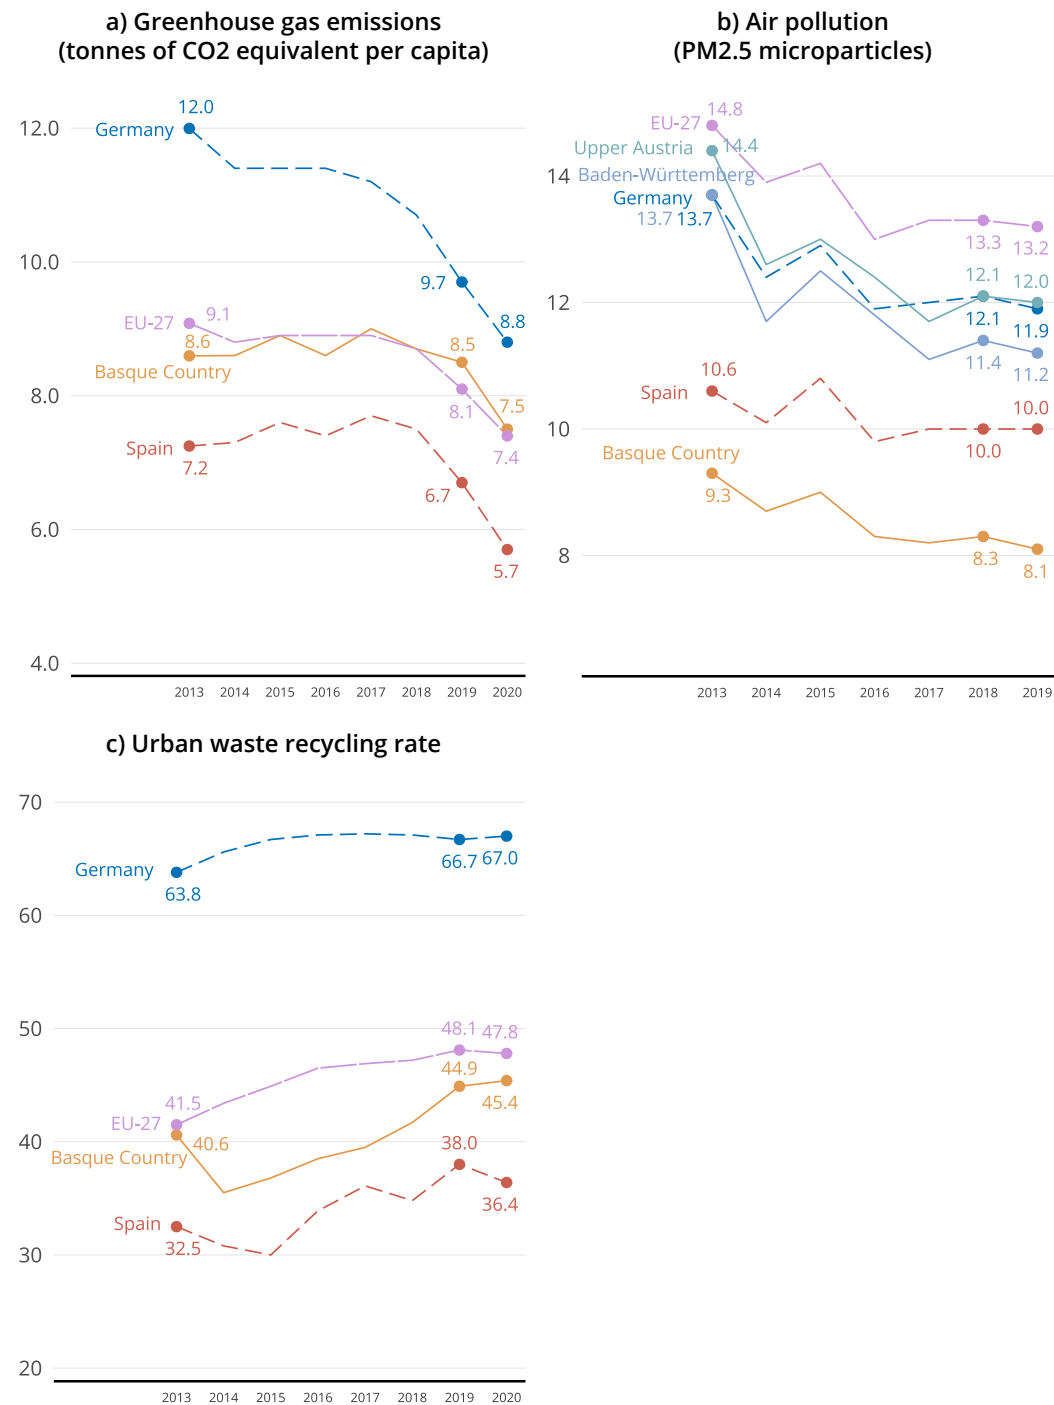 a) Greenhouse gas emissions
(tonnes of CO2 equivalent per capita)
12.0
10.0
8.0
6.0
4.0
Germany
12.0
9.7
8.8
EU-27
9.1
8.6
Basque Country
8.5
8.1
7.5
7.4
Spain
7.2
6.7
5.7
2013 2014 2015 2016 2017 2018 2019 2020
b) Air pollution
(PM2.5 microparticles)
14
12
10
8
14.8
EU-27
Upper Austria
14.4
Baden-Württemberg
Germany
13.7 13.7
13.3 13.2
12.1 12.0
12.1 11.9
11.4 11.2
10.6
Spain
10.0
10.0
Basque Country
9.3
8.3
8.1
2013 2014 2015 2016 2017 2018 2019
c) Urban waste recycling rate
70
60
50
40
30
20
Germany
63.8
66.7 67.0
48.1 47.8
44.9
45.4
41.5
EU-27
40.6
Basque Country
38.0
36.4
Spain
32.5
2013 2014 2015 2016 2017 2018 2019 2020